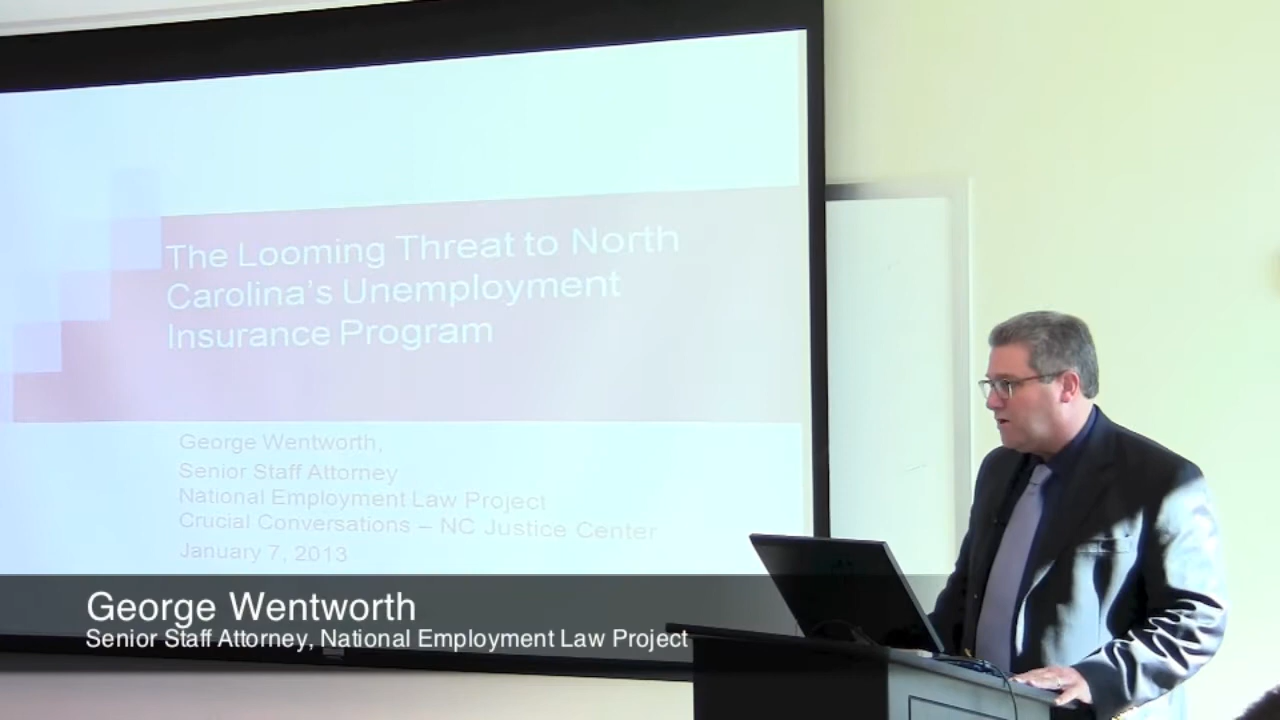 The Looming Threat to North
Carolina's Unemployment
Insurance Program
George Wentworth,
Senior Staff Attorney
National Employment Law Project
Crucial Conversations – NC Justice Center
January 7, 2013
George Wentworth
Senior Staff Attorney, National Employment Law Project